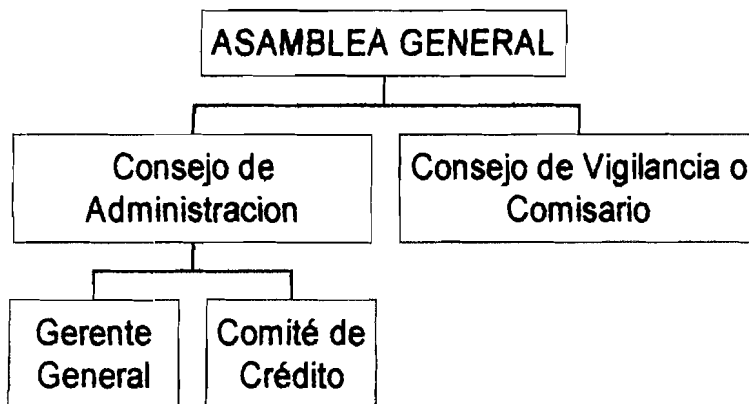 ASAMBLEA GENERAL
Consejo de
Administracion
Consejo de Vigilancia o
Comisario
Gerente
General
Comité de
Crédito